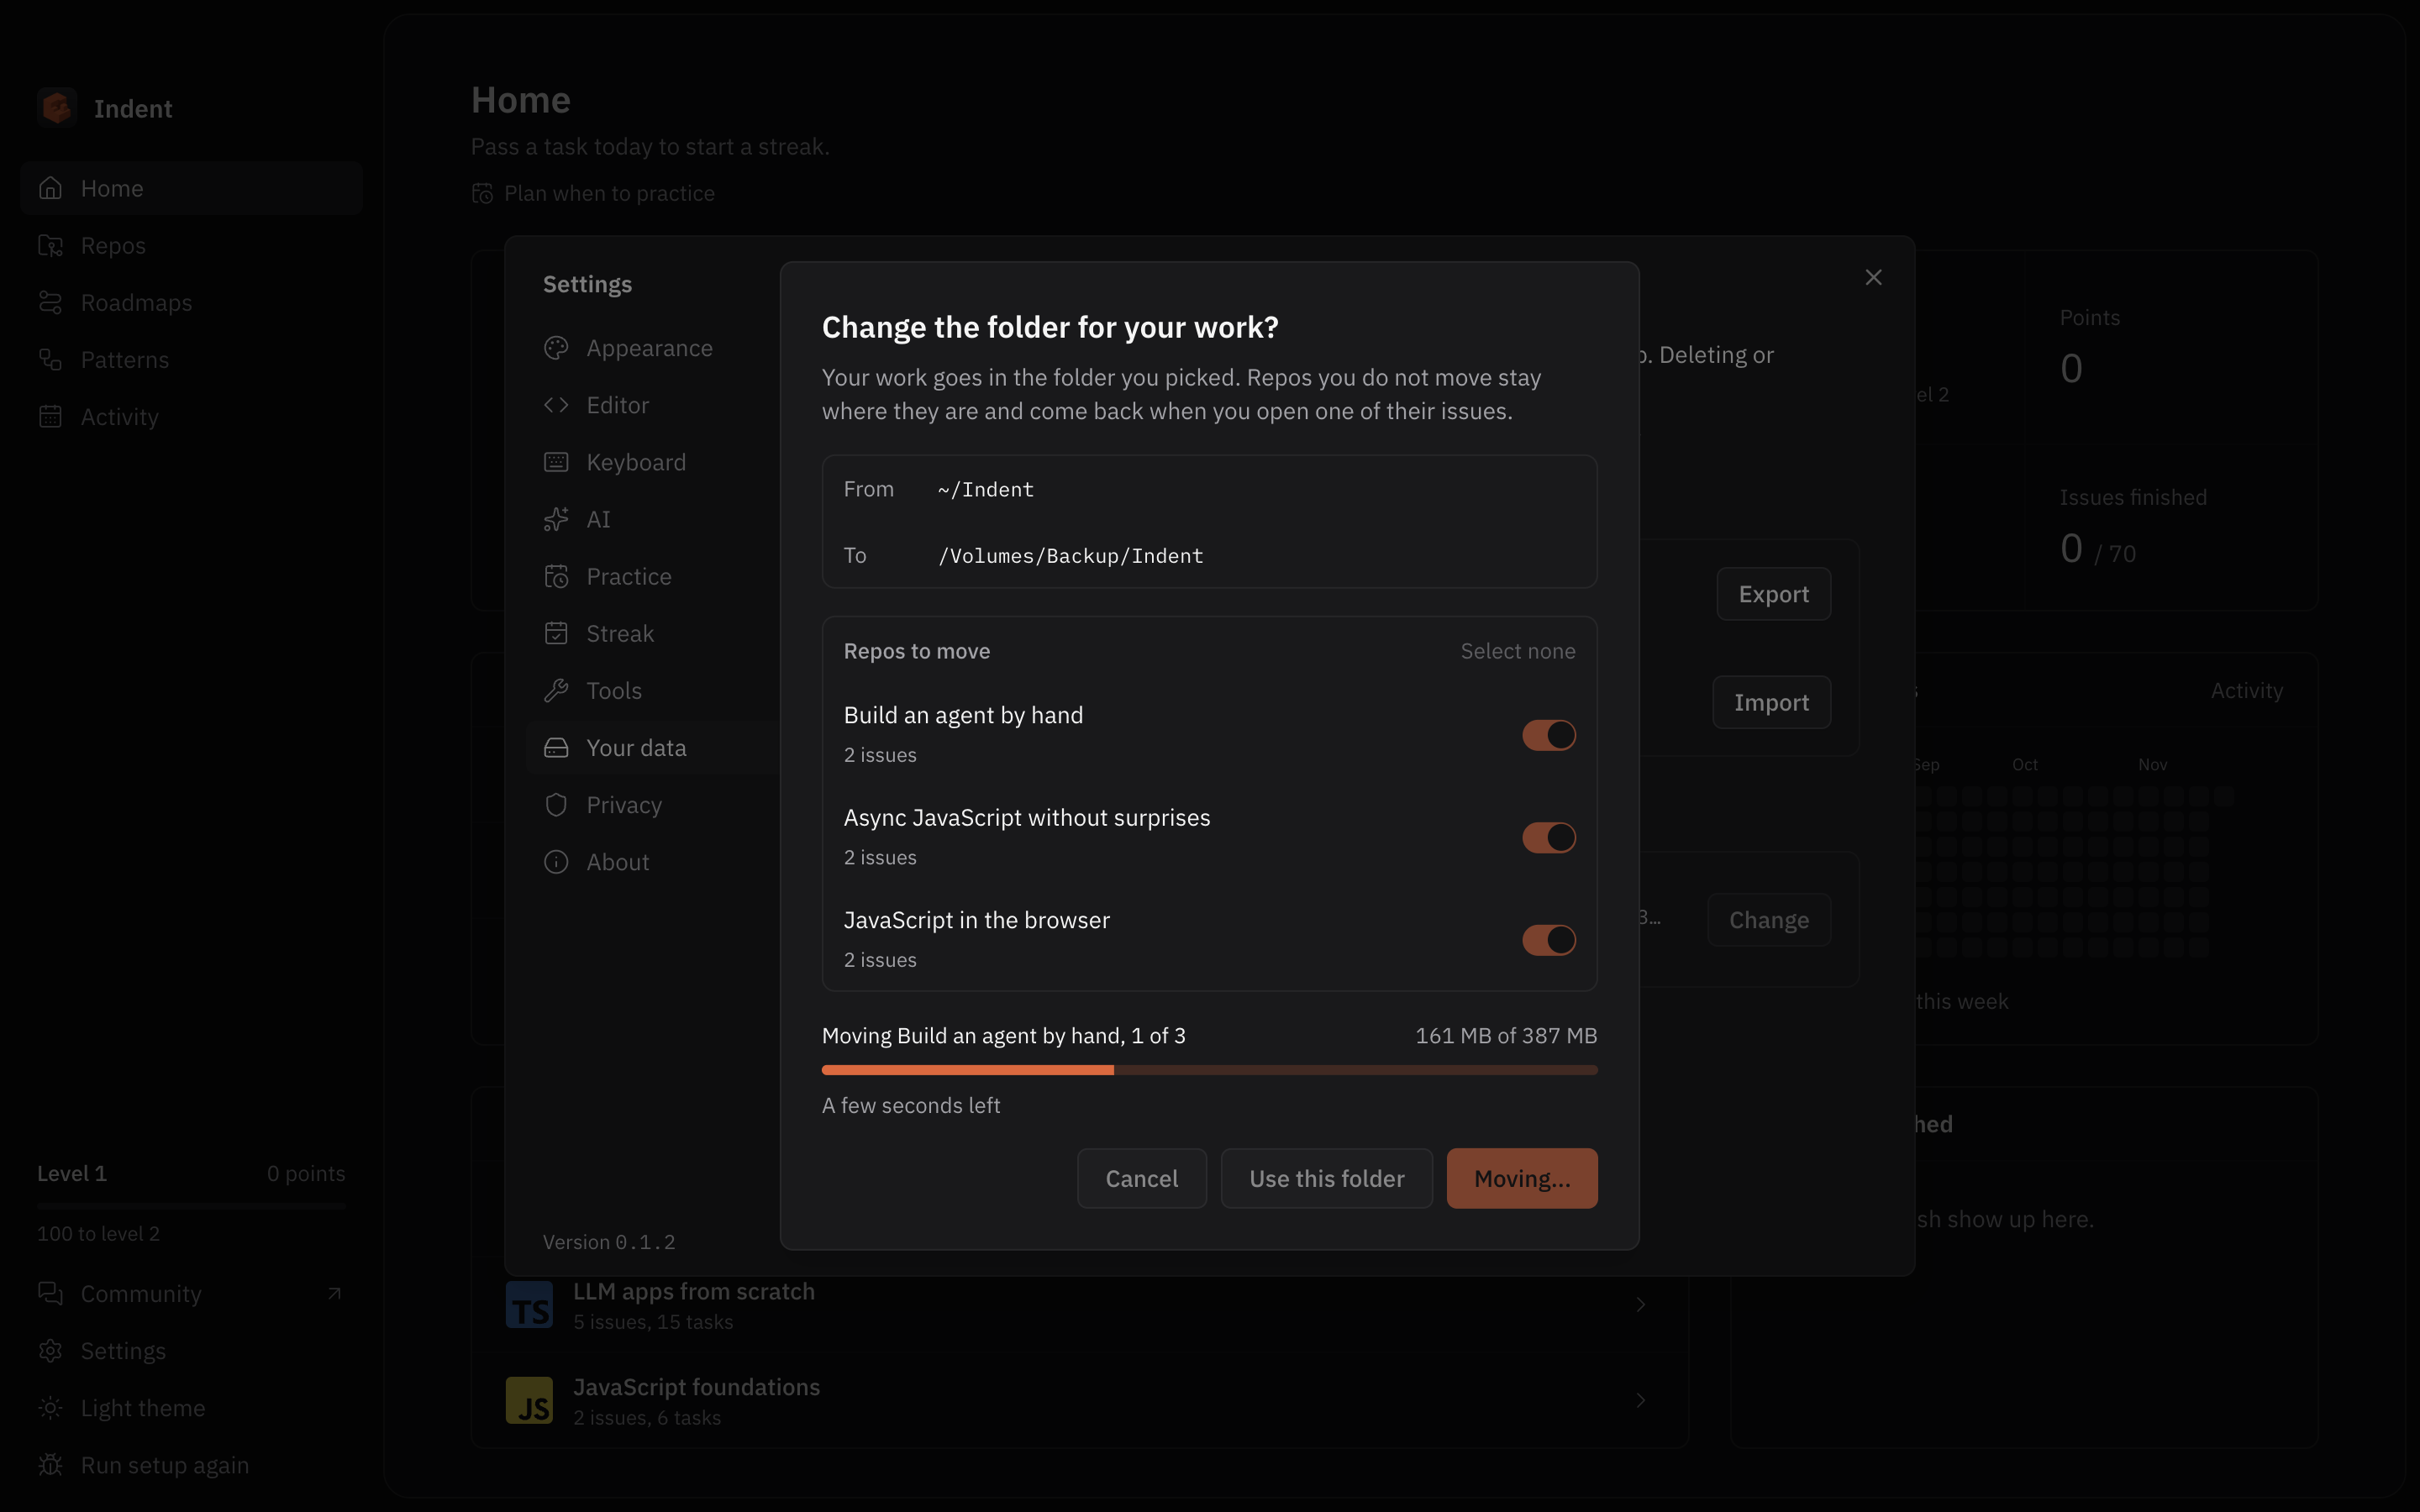 Indent
Home
Repos
Roadmaps
Patterns
Activity
Level 1
0 points
100 to level 2
Community
Settings
Light theme
Run setup again
Home
Pass a task today to start a streak.
Plan when to practice
Settings
Appearance
Editor
Keyboard
AI
Practice
Streak
Tools
Your data
Privacy
About
Version 0.1.2
Change the folder for your work?
Your work goes in the folder you picked. Repos you do not move stay
where they are and come back when you open one of their issues.
From ~/Indent
To /Volumes/Backup/Indent
Repos to move
Select none
Build an agent by hand
2 issues
Async JavaScript without surprises
2 issues
JavaScript in the browser
2 issues
Moving Build an agent by hand, 1 of 3
161 MB of 387 MB
A few seconds left
Cancel
Use this folder
Moving...
. Deleting or
Export
Import
3...
Change
Points
0
el 2
Issues finished
0 / 70
Activity
Sep
Oct
Nov
this week
hed
sh show up here.
TS
LLM apps from scratch
5 issues, 15 tasks
JS
JavaScript foundations
2 issues, 6 tasks